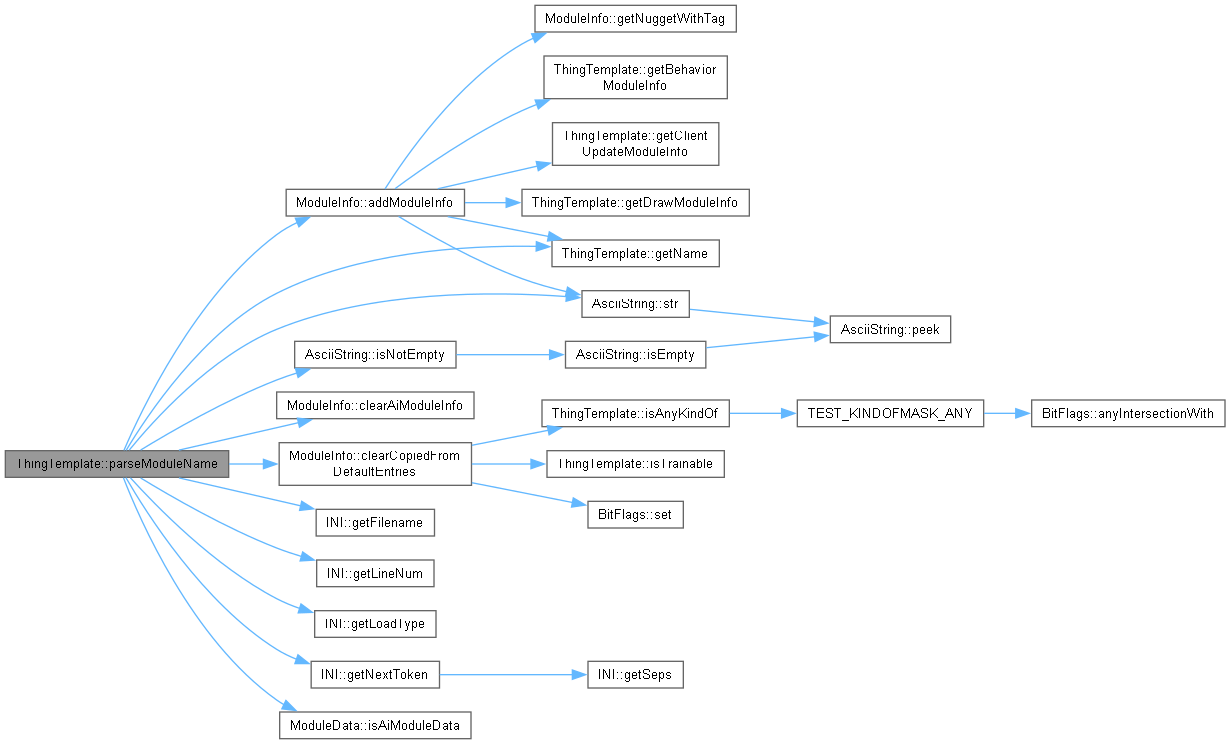 ModuleInfo::getNuggetWithTag
ThingTemplate::getBehavior
ModuleInfo
ThingTemplate::getClient
UpdateModuleInfo
ModuleInfo::addModuleInfo
ThingTemplate::getDrawModuleInfo
ThingTemplate::getName
AsciiString::str
AsciiString::peek
AsciiString::isNotEmpty
AsciiString::isEmpty
ModuleInfo::clearAiModuleInfo
ThingTemplate::isAnyKindOf
TEST_KINDOFMASK_ANY
BitFlags::anyIntersectionWith
ThingTemplate::parseModuleName
ModuleInfo::clearCopiedFrom
DefaultEntries
ThingTemplate::isTrainable
BitFlags::set
INI::getFilename
INI::getLineNum
INI::getLoadType
INI::getNextToken
INI::getSeps
ModuleData::isAiModuleData